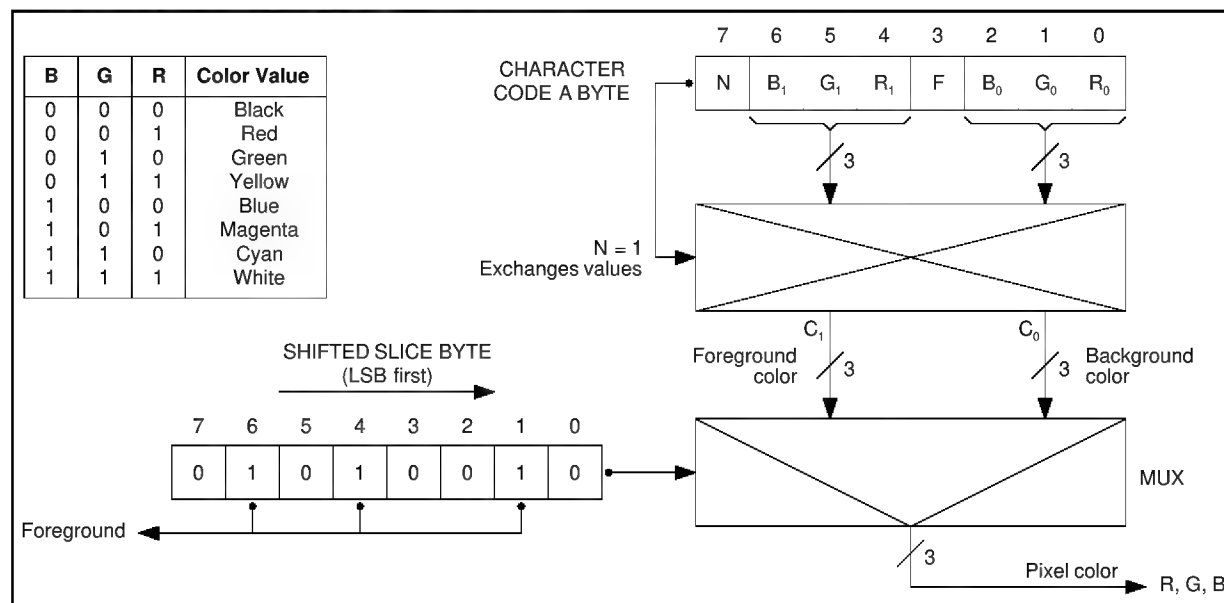 B G R Color Value
0 0 0 Black
0 0 1 Red
0 1 0 Green
0 1 1 Yellow
1 0 0 Blue
1 0 1 Magenta
1 1 0 Cyan
1 1 1 White
7 6 5 4 3 2 1 0
CHARACTER
CODE A BYTE
N B₁ G₁ R₁ F B₀ G₀ R₀
3 3
N = 1
Exchanges values
C₁ C₀
Foreground
color
3
Background
color
3
SHIFTED SLICE BYTE
(LSB first)
7 6 5 4 3 2 1 0
0 1 0 1 0 0 1 0
MUX
Foreground
3
Pixel color
R, G, B